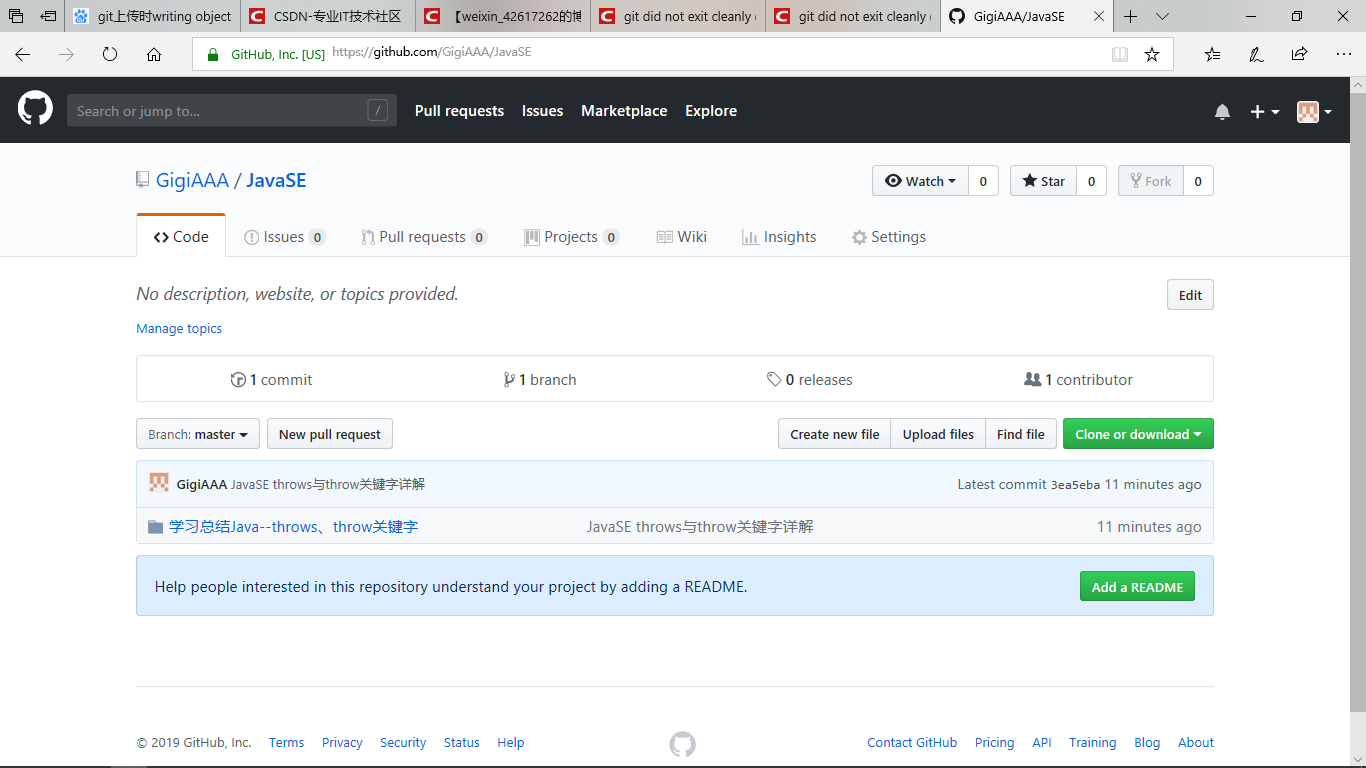 git上传时writing object
CSDN-专业IT技术社区
【weixin_42617262的博
git did not exit cleanly (
git did not exit cleanly (
GigiAAA/JavaSE
GitHub, Inc. [US] https://github.com/GigiAAA/JavaSE
Search or jump to... /
Pull requests Issues Marketplace Explore
GigiAAA / JavaSE
Watch 0 Star 0 Fork 0
Code Issues 0 Pull requests 0 Projects 0 Wiki Insights Settings
No description, website, or topics provided. Edit
Manage topics
1 commit 1 branch 0 releases 1 contributor
Branch: master New pull request Create new file Upload files Find file Clone or download
GigiAAA JavaSE throws与throw关键字详解 Latest commit 3ea5eba 11 minutes ago
学习总结Java--throws、throw关键字 JavaSE throws与throw关键字详解 11 minutes ago
Help people interested in this repository understand your project by adding a README. Add a README
© 2019 GitHub, Inc. Terms Privacy Security Status Help Contact GitHub Pricing API Training Blog About